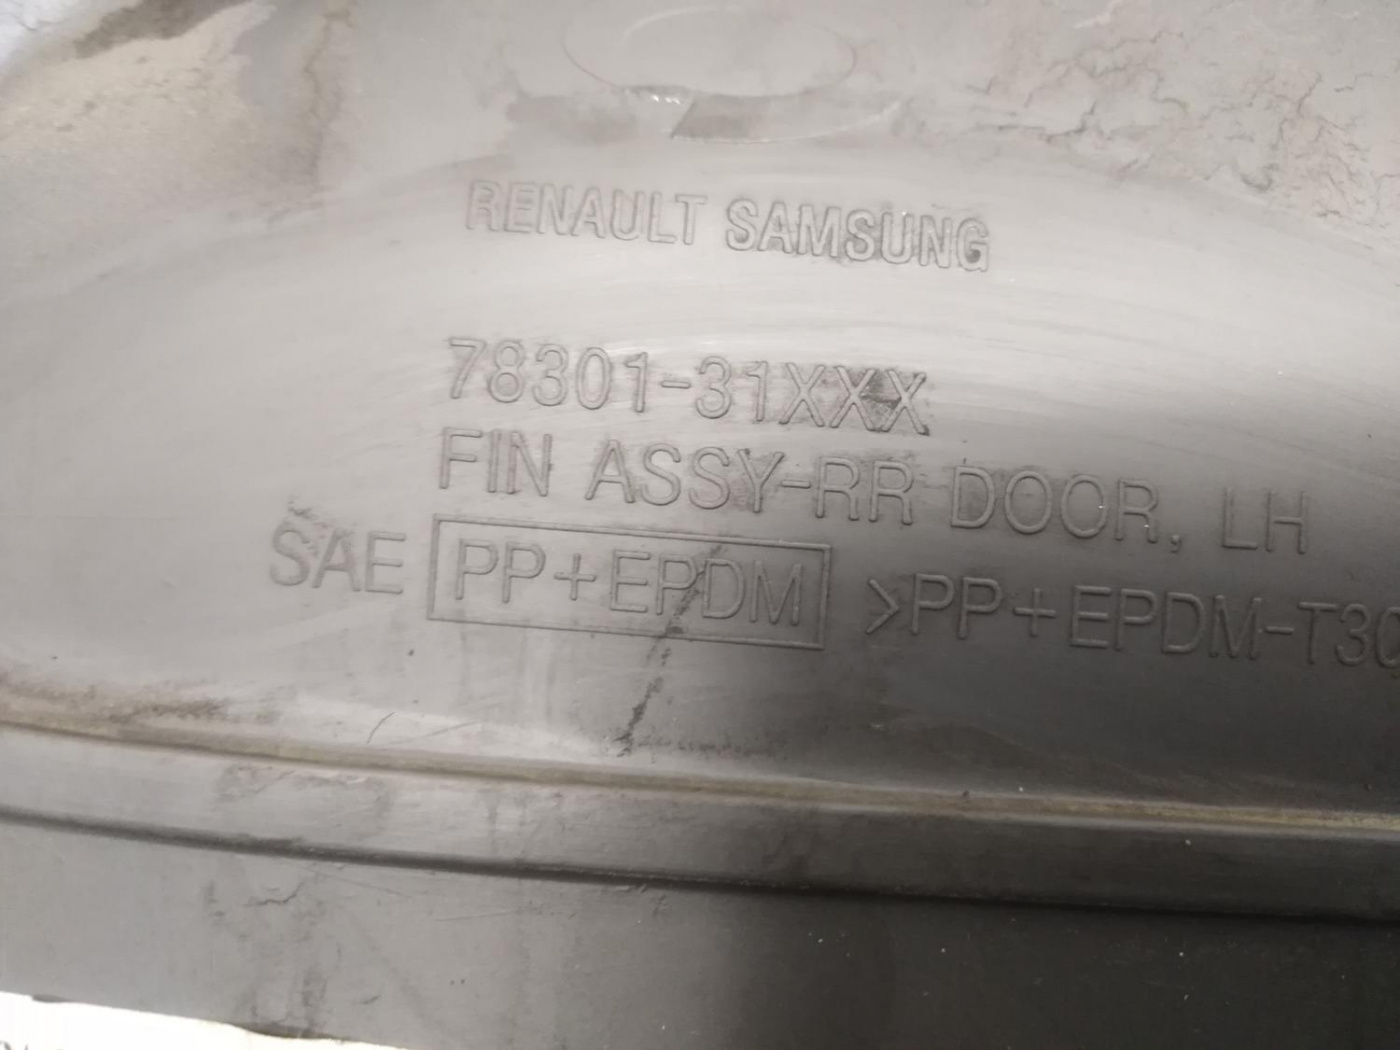 RENAULT SAMSUNG
78301-31XXX
FIN ASSY-RR DOOR, LH
SAE PP+EPDM >PP+EPDM-T30